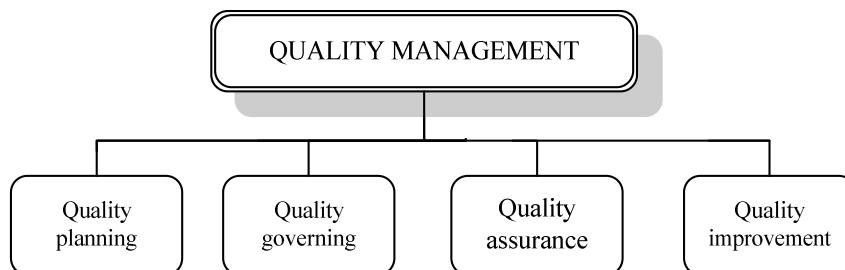 QUALITY MANAGEMENT
Quality
planning
Quality
governing
Quality
assurance
Quality
improvement